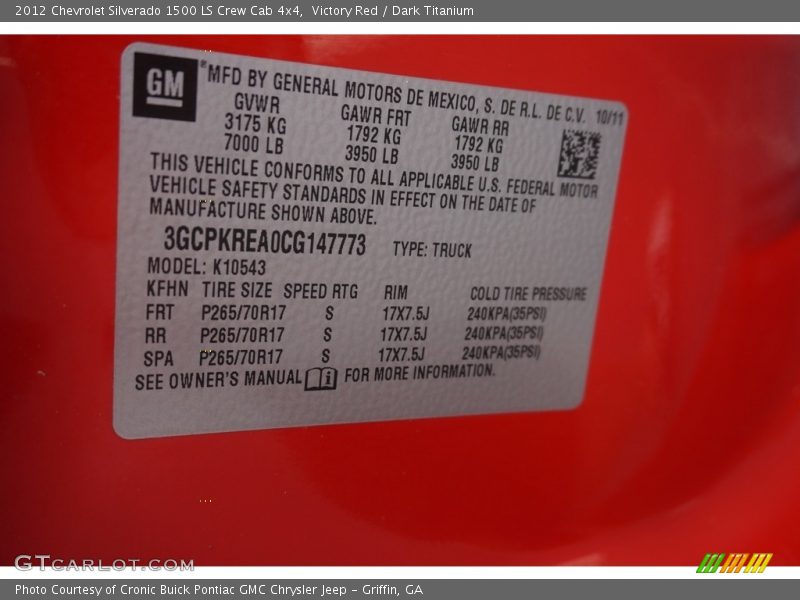 2012 Chevrolet Silverado 1500 LS Crew Cab 4x4, Victory Red / Dark Titanium
GM
® MFD BY GENERAL MOTORS DE MEXICO, S. DE R.L. DE C.V. 10/11
GVWR GAWR FRT GAWR RR
3175 KG 1792 KG 1792 KG
7000 LB 3950 LB 3950 LB
THIS VEHICLE CONFORMS TO ALL APPLICABLE U.S. FEDERAL MOTOR
VEHICLE SAFETY STANDARDS IN EFFECT ON THE DATE OF
MANUFACTURE SHOWN ABOVE.
3GCPKREA0CG147773 TYPE: TRUCK
MODEL: K10543
KFHN TIRE SIZE SPEED RTG RIM COLD TIRE PRESSURE
FRT P265/70R17 S 17X7.5J 240KPA(35PSI)
RR P265/70R17 S 17X7.5J 240KPA(35PSI)
SPA P265/70R17 S 17X7.5J 240KPA(35PSI)
SEE OWNER'S MANUAL i FOR MORE INFORMATION.
GTCARLOT.COM
Photo Courtesy of Cronic Buick Pontiac GMC Chrysler Jeep - Griffin, GA